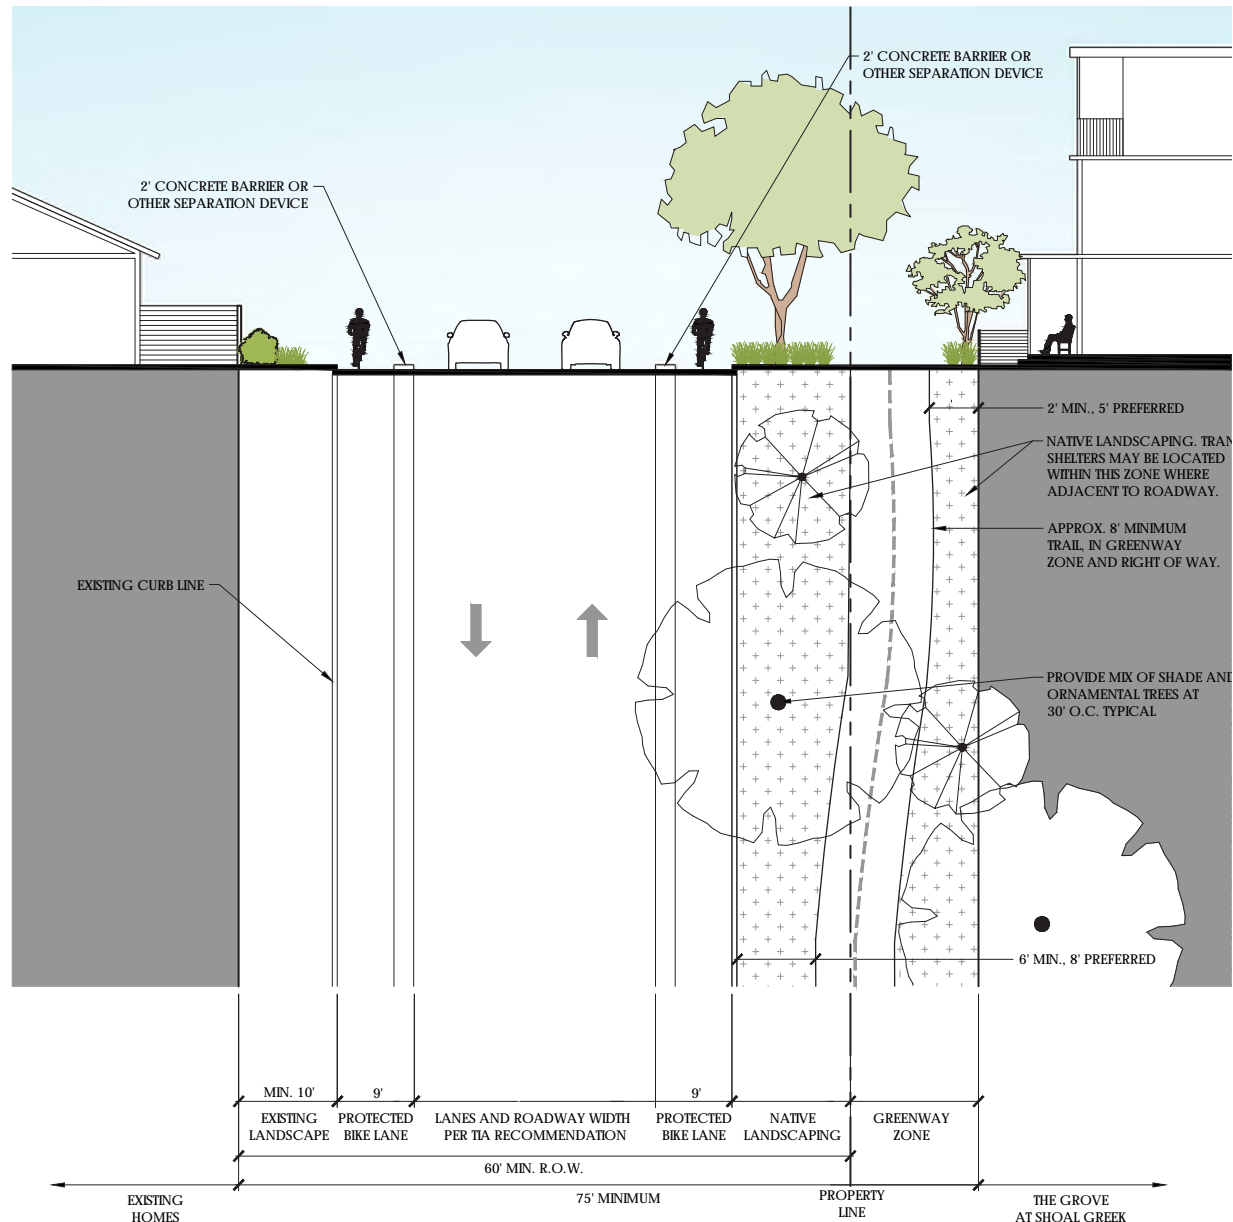 2' CONCRETE BARRIER OR
OTHER SEPARATION DEVICE
2' CONCRETE BARRIER OR
OTHER SEPARATION DEVICE
2' MIN., 5' PREFERRED
NATIVE LANDSCAPING. TRAN
SHELTERS MAY BE LOCATED
WITHIN THIS ZONE WHERE
ADJACENT TO ROADWAY.
APPROX. 8' MINIMUM
TRAIL, IN GREENWAY
ZONE AND RIGHT OF WAY.
EXISTING CURB LINE
PROVIDE MIX OF SHADE AND
ORNAMENTAL TREES AT
30' O.C. TYPICAL
6' MIN., 8' PREFERRED
MIN. 10'
9'
9'
EXISTING
LANDSCAPE
PROTECTED
BIKE LANE
LANES AND ROADWAY WIDTH
PER TIA RECOMMENDATION
PROTECTED
BIKE LANE
NATIVE
LANDSCAPING
GREENWAY
ZONE
60' MIN. R.O.W.
75' MINIMUM
EXISTING
HOMES
PROPERTY
LINE
THE GROVE
AT SHOAL GREEK